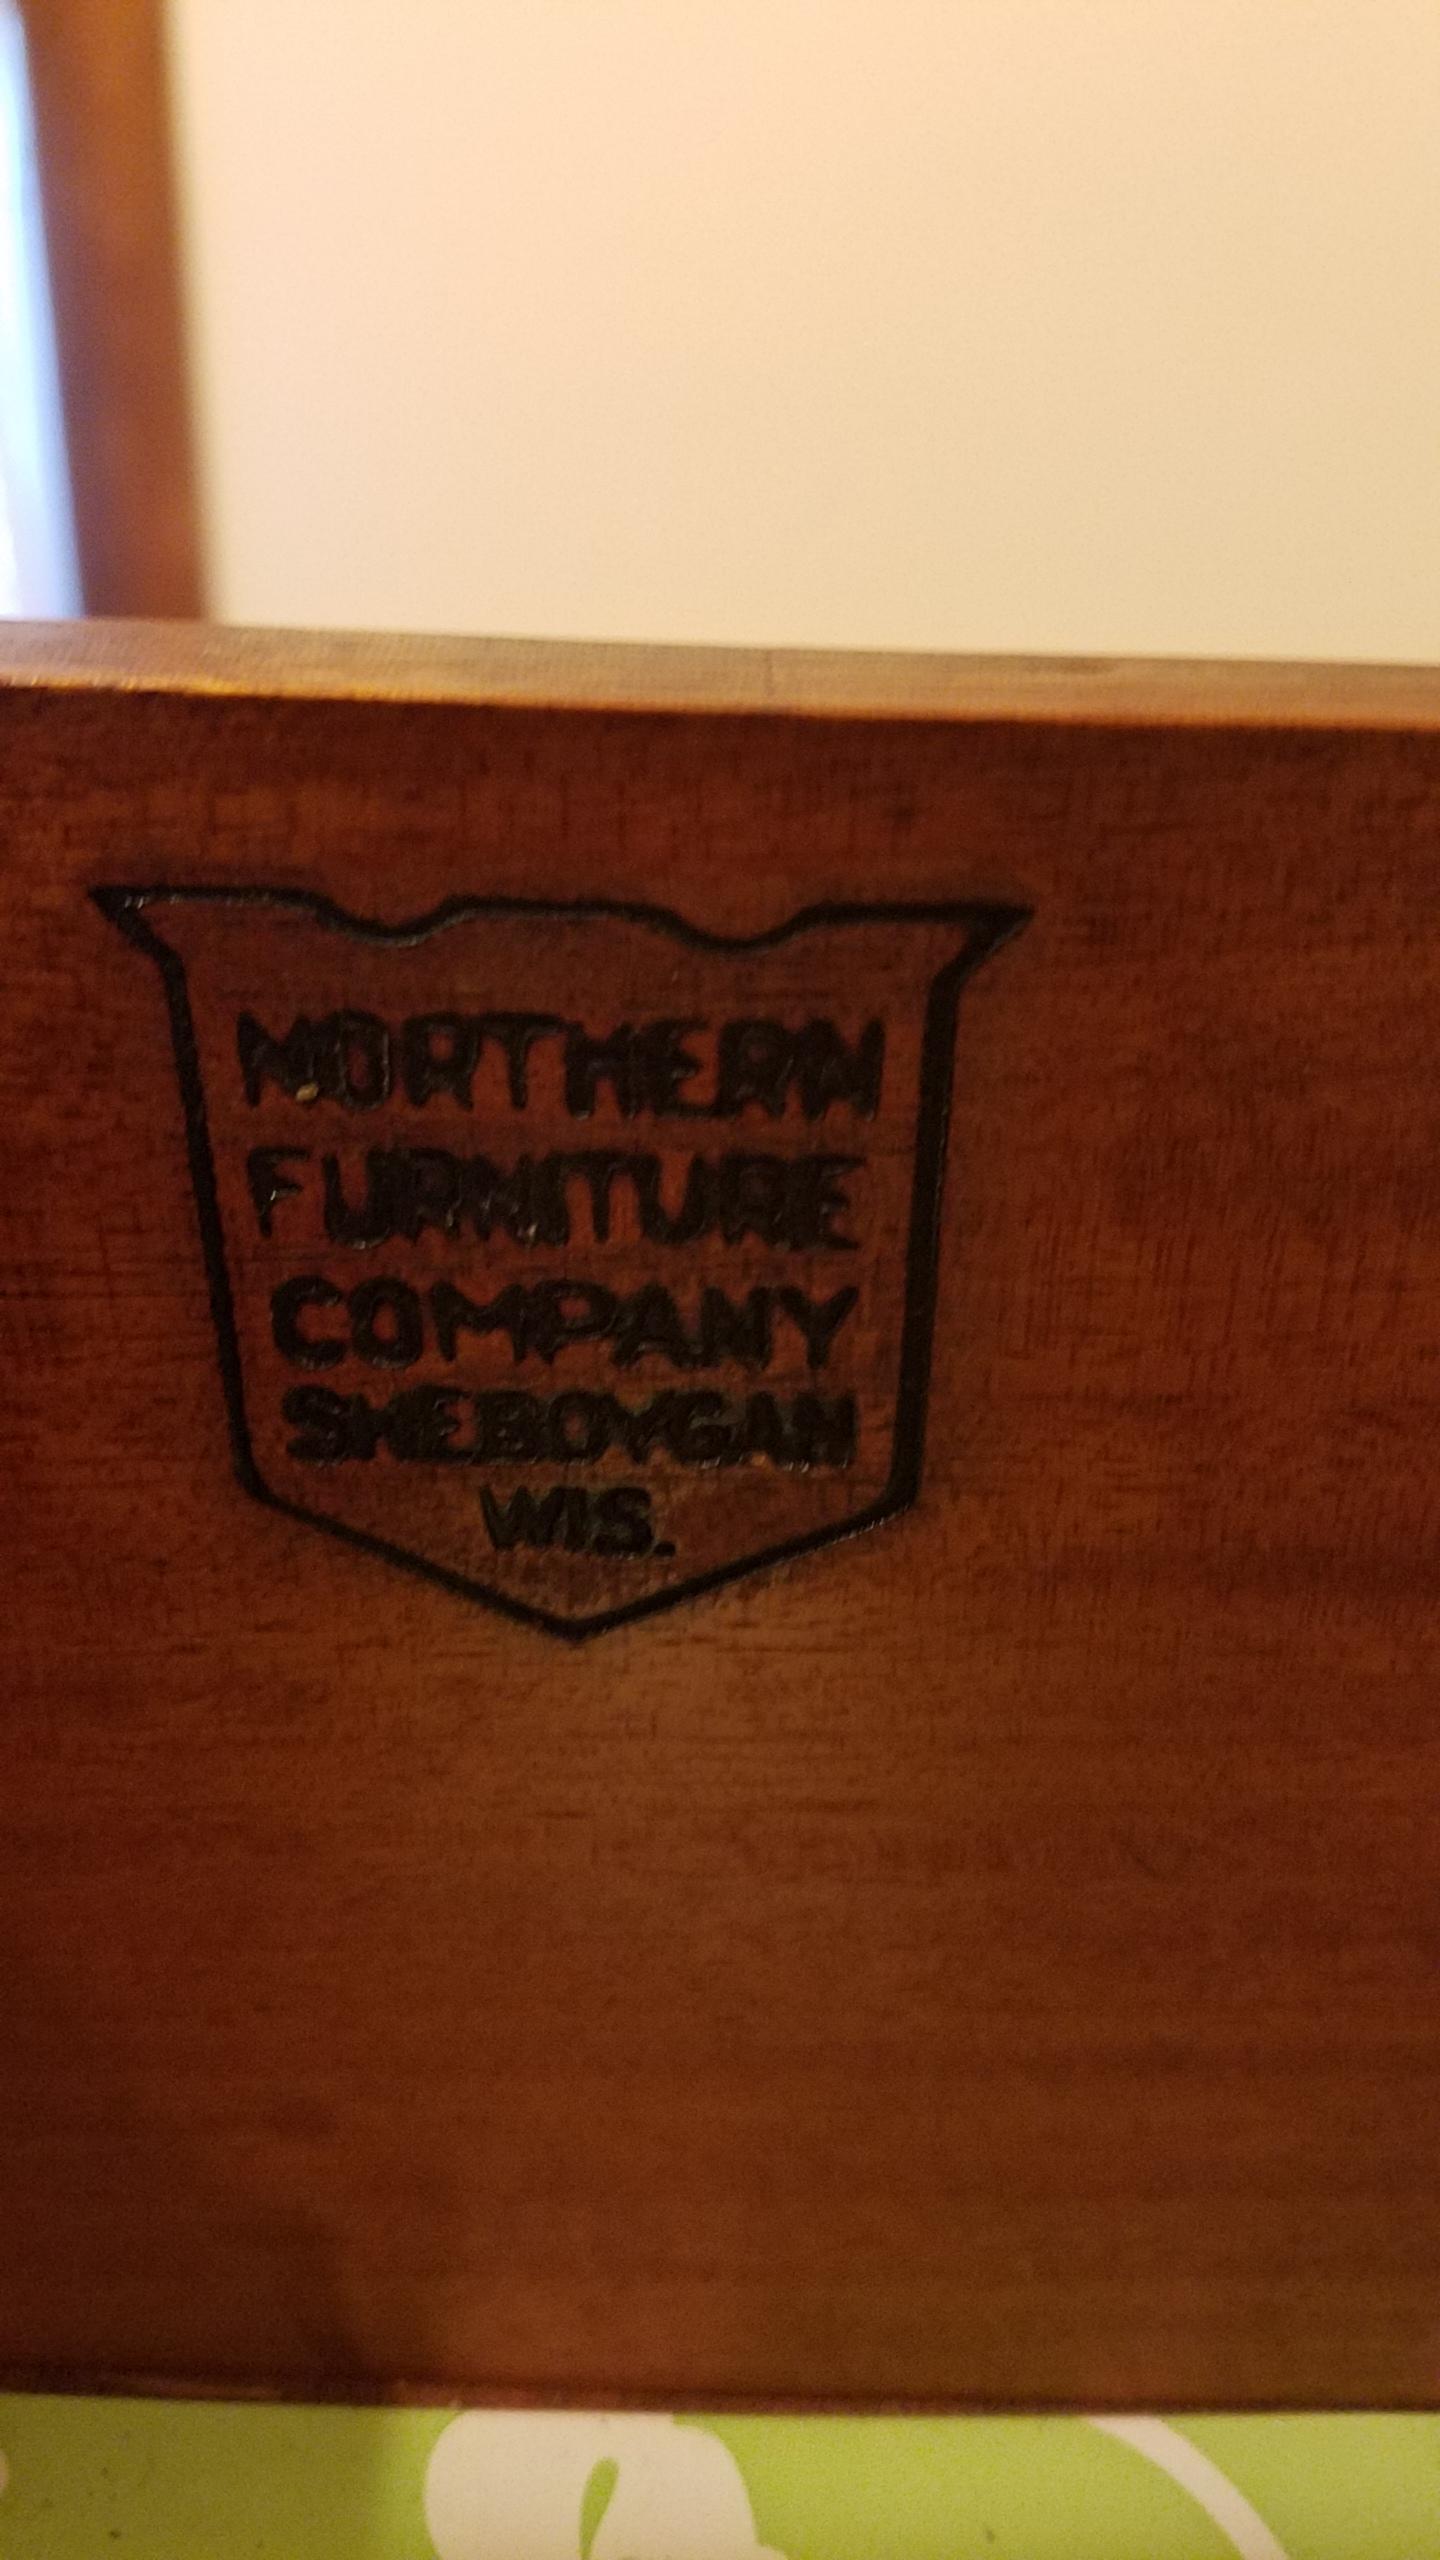 NORTHERN
FURNITURE
COMPANY
SHEBOYGAN
WIS.